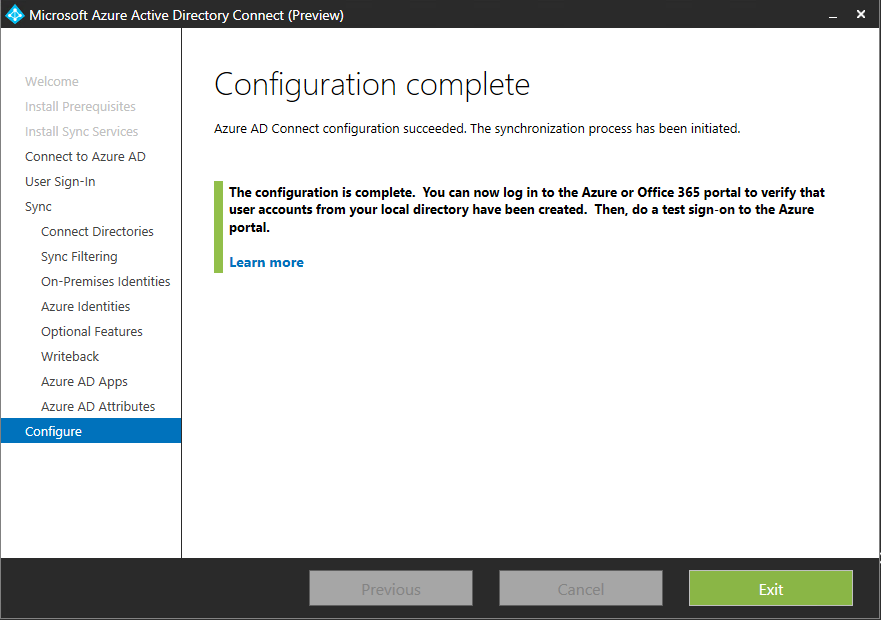 Microsoft Azure Active Directory Connect (Preview)
Welcome
Install Prerequisites
Install Sync Services
Connect to Azure AD
User Sign-In
Sync
Connect Directories
Sync Filtering
On-Premises Identities
Azure Identities
Optional Features
Writeback
Azure AD Apps
Azure AD Attributes
Configure
Configuration complete
Azure AD Connect configuration succeeded. The synchronization process has been initiated.
The configuration is complete.  You can now log in to the Azure or Office 365 portal to verify that
user accounts from your local directory have been created.  Then, do a test sign-on to the Azure
portal.
Learn more
Previous
Cancel
Exit